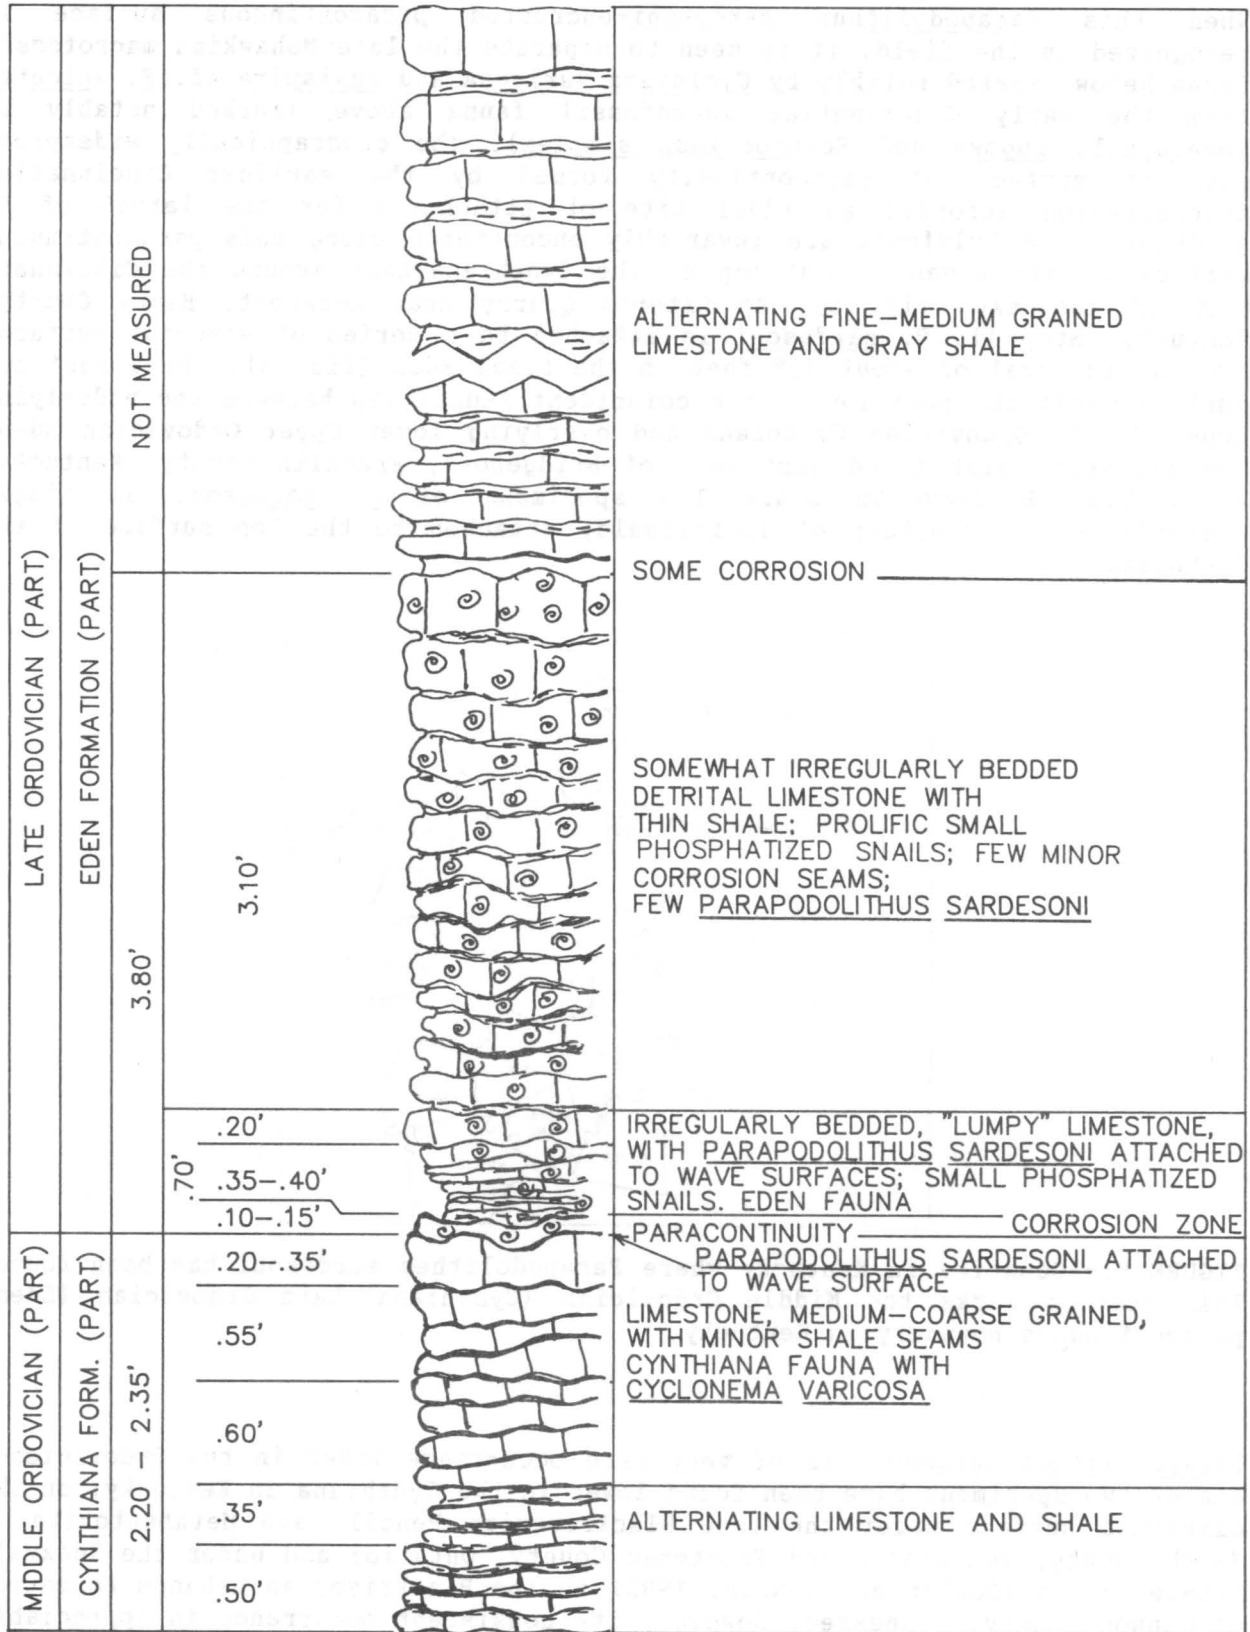 NOT MEASURED
ALTERNATING FINE–MEDIUM GRAINED
LIMESTONE AND GRAY SHALE
SOME CORROSION
LATE ORDOVICIAN (PART)
EDEN FORMATION (PART)
3.80'
3.10'
SOMEWHAT IRREGULARLY BEDDED
DETRITAL LIMESTONE WITH
THIN SHALE; PROLIFIC SMALL
PHOSPHATIZED SNAILS; FEW MINOR
CORROSION SEAMS;
FEW PARAPODOLITHUS SARDESONI
.70'
.20'
.35–.40'
.10–.15'
IRREGULARLY BEDDED, "LUMPY" LIMESTONE,
WITH PARAPODOLITHUS SARDESONI ATTACHED
TO WAVE SURFACES; SMALL PHOSPHATIZED
SNAILS. EDEN FAUNA
CORROSION ZONE
PARACONTINUITY
PARAPODOLITHUS SARDESONI ATTACHED
TO WAVE SURFACE
MIDDLE ORDOVICIAN (PART)
CYNTHIANA FORM. (PART)
2.20 – 2.35'
.20–.35'
.55'
.60'
.35'
.50'
LIMESTONE, MEDIUM–COARSE GRAINED,
WITH MINOR SHALE SEAMS
CYNTHIANA FAUNA WITH
CYCLONEMA VARICOSA
ALTERNATING LIMESTONE AND SHALE